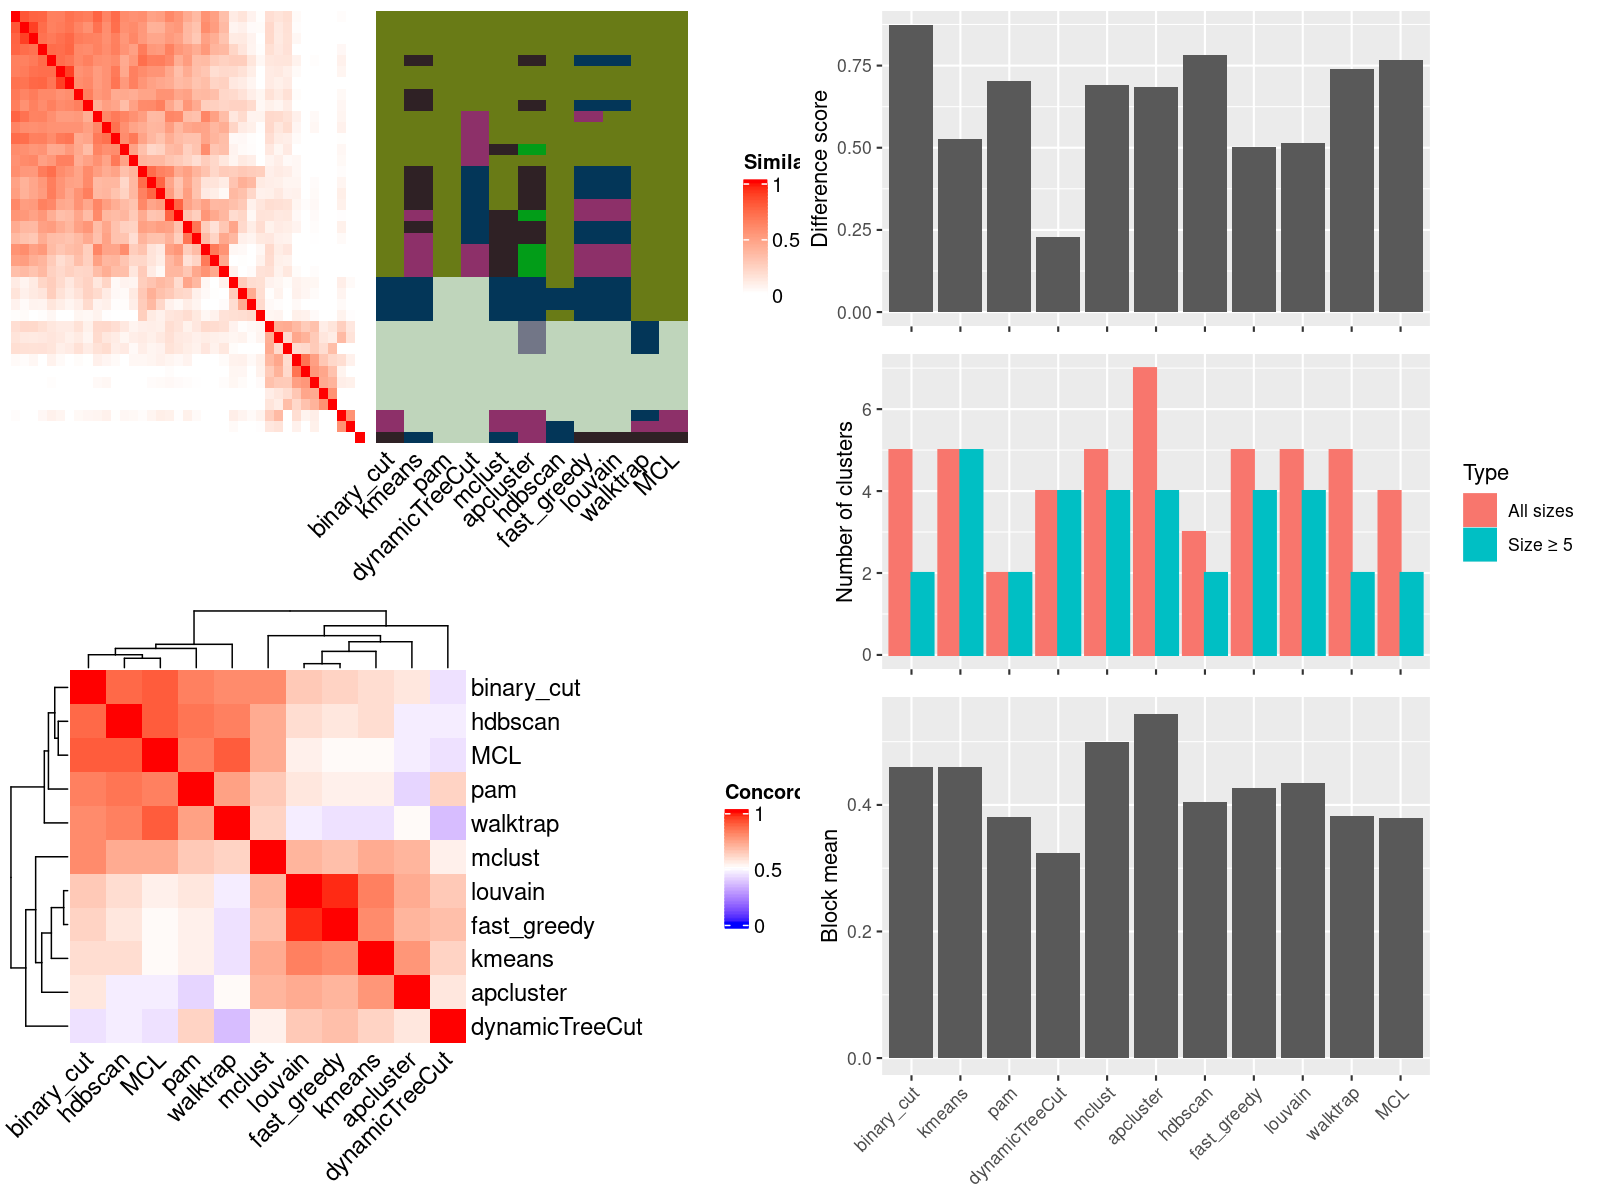 Simila
1
0.5
0
binary_cut
kmeans
pam
dynamicTreeCut
mclust
apcluster
hdbscan
fast_greedy
louvain
walktrap
MCL
Difference score
0.75
0.50
0.25
0.00
Number of clusters
6
4
2
0
Type
All sizes
Size ≥ 5
binary_cut
hdbscan
MCL
pam
walktrap
mclust
louvain
fast_greedy
kmeans
apcluster
dynamicTreeCut
binary_cut
hdbscan
MCL
pam
walktrap
mclust
louvain
fast_greedy
kmeans
apcluster
dynamicTreeCut
Concord
1
0.5
0
Block mean
0.4
0.2
0.0
binary_cut
kmeans
pam
dynamicTreeCut
mclust
apcluster
hdbscan
fast_greedy
louvain
walktrap
MCL